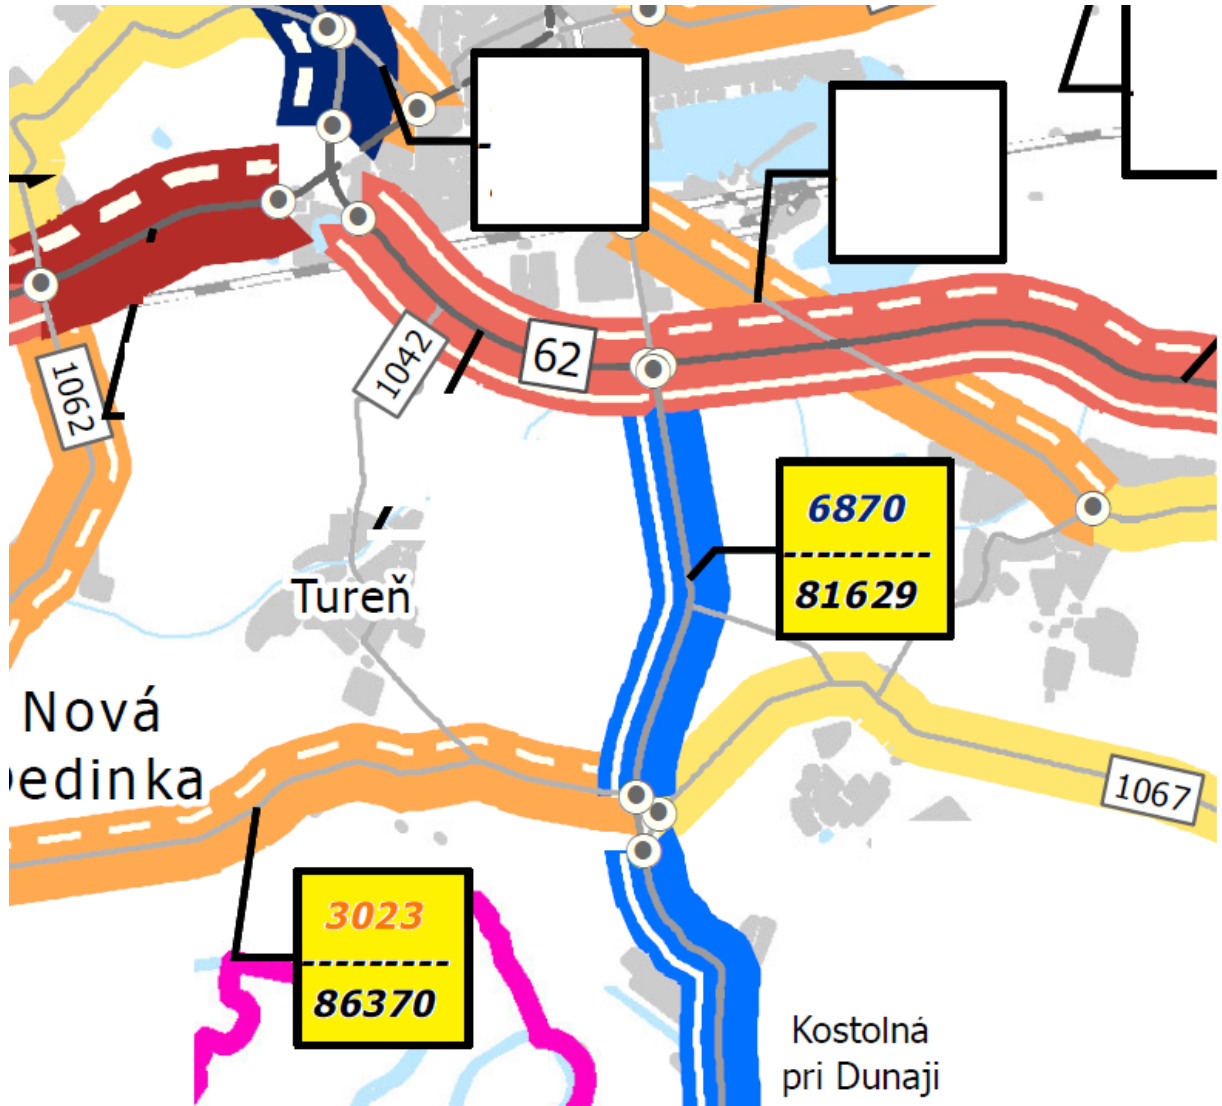 62
1042
1062
6870
---------
81629
Tureň
Nová
edinka
1067
3023
---------
86370
Kostolná
pri Dunaji